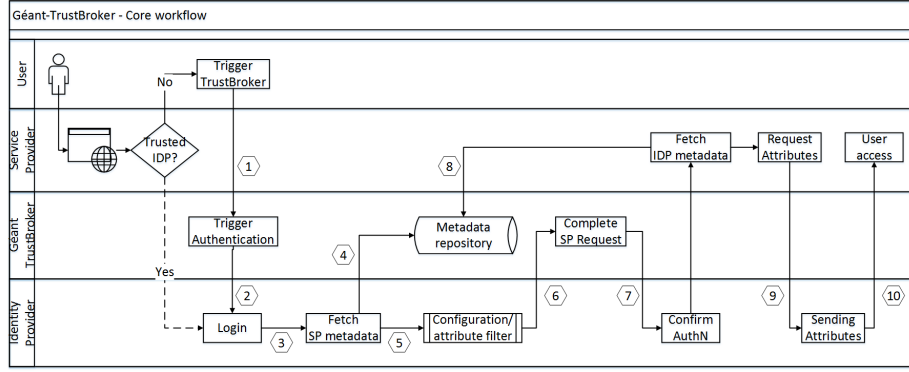 Géant-TrustBroker - Core workflow
User
Trigger
TrustBroker
No
Service
Provider
Trusted
IDP?
1
8
Fetch
IDP metadata
Request
Attributes
User
access
Géant
TrustBroker
Trigger
Authentication
4
Metadata
repository
Complete
SP Request
Yes
2
6
7
9
10
Identity
Provider
Login
3
Fetch
SP metadata
5
Configuration/
attribute filter
Confirm
AuthN
Sending
Attributes